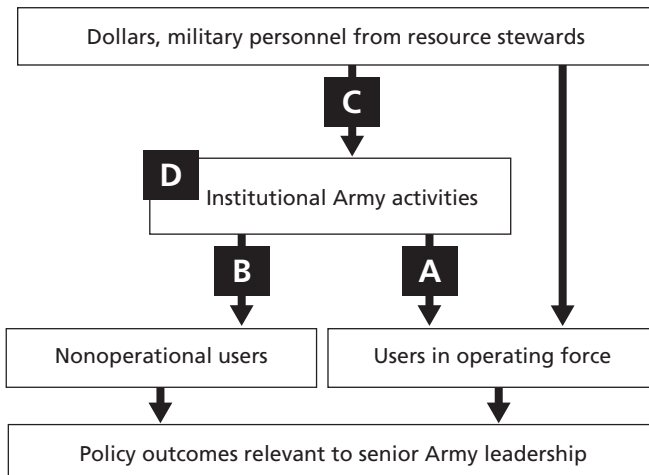 Dollars, military personnel from resource stewards
C
D
Institutional Army activities
B
A
Nonoperational users
Users in operating force
Policy outcomes relevant to senior Army leadership